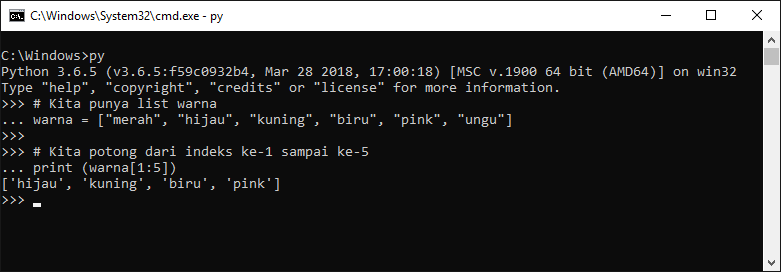 C:\Windows\System32\cmd.exe - py
C:\Windows>py
Python 3.6.5 (v3.6.5:f59c0932b4, Mar 28 2018, 17:00:18) [MSC v.1900 64 bit (AMD64)] on win32
Type "help", "copyright", "credits" or "license" for more information.
>>> # Kita punya list warna
... warna = ["merah", "hijau", "kuning", "biru", "pink", "ungu"]
>>>
>>> # Kita potong dari indeks ke-1 sampai ke-5
... print (warna[1:5])
['hijau', 'kuning', 'biru', 'pink']
>>>